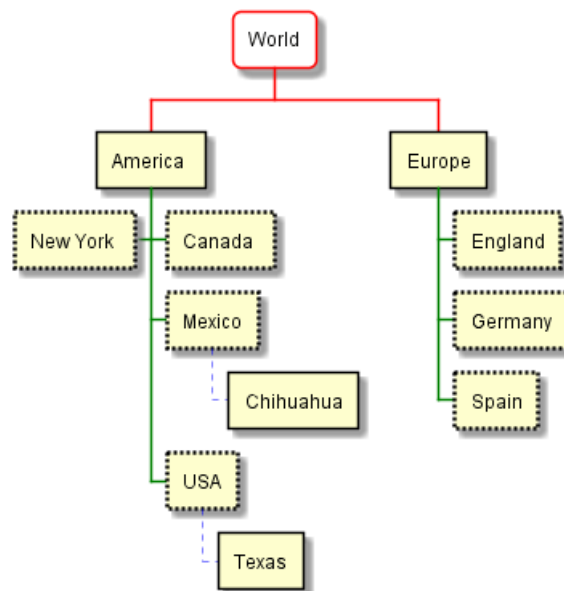 World
America
Europe
New York
Canada
England
Mexico
Germany
Chihuahua
Spain
USA
Texas